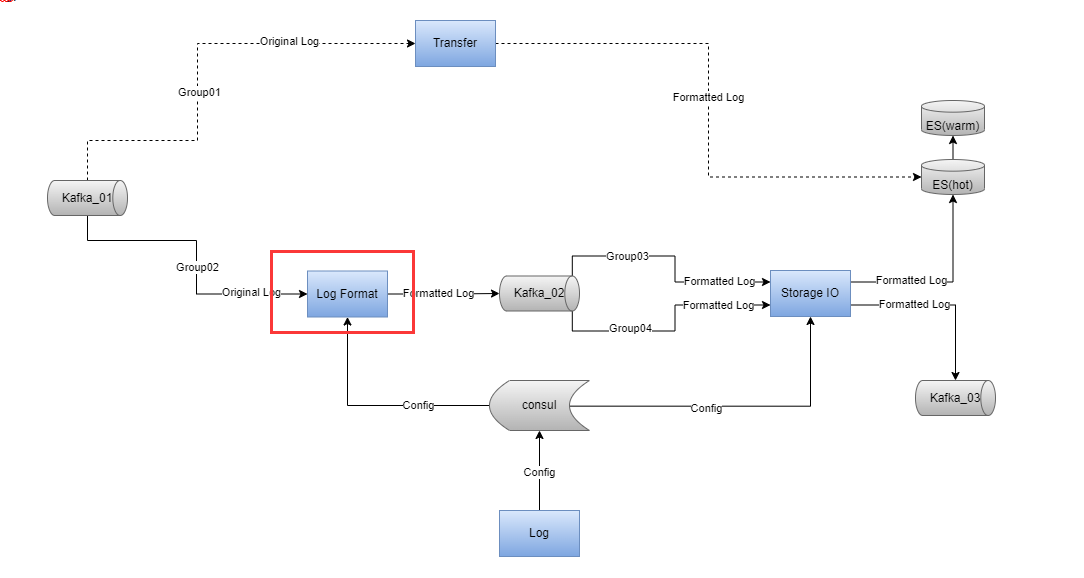 Original Log
Transfer
Group01
Formatted Log
ES(warm)
ES(hot)
Kafka_01
Group02
Original Log
Log Format
Formatted Log
Kafka_02
Group03
Formatted Log
Formatted Log
Group04
Storage IO
Formatted Log
Formatted Log
Kafka_03
Config
consul
Config
Config
Log